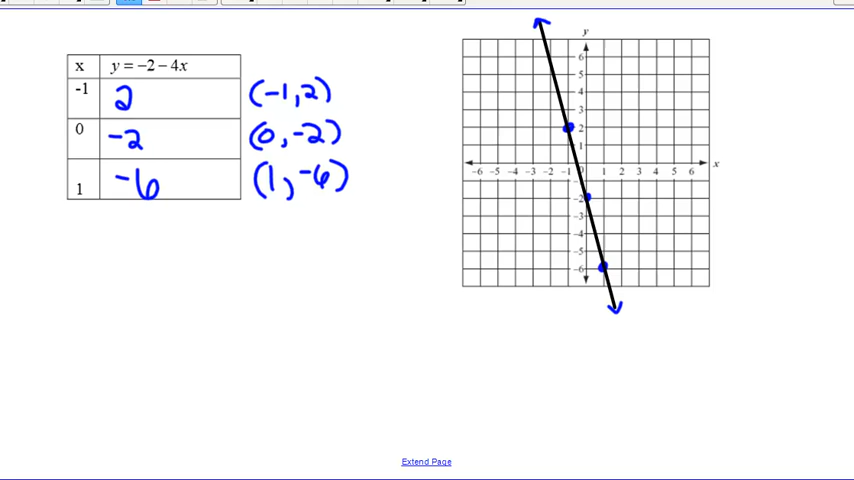 x y = −2 − 4x
-1 2 (-1, 2)
0 -2 (0, -2)
1 -6 (1, -6)
y
6
5
4
3
2
1
-6 -5 -4 -3 -2 -1 0 1 2 3 4 5 6 x
-2
-3
-4
-5
-6
Extend Page